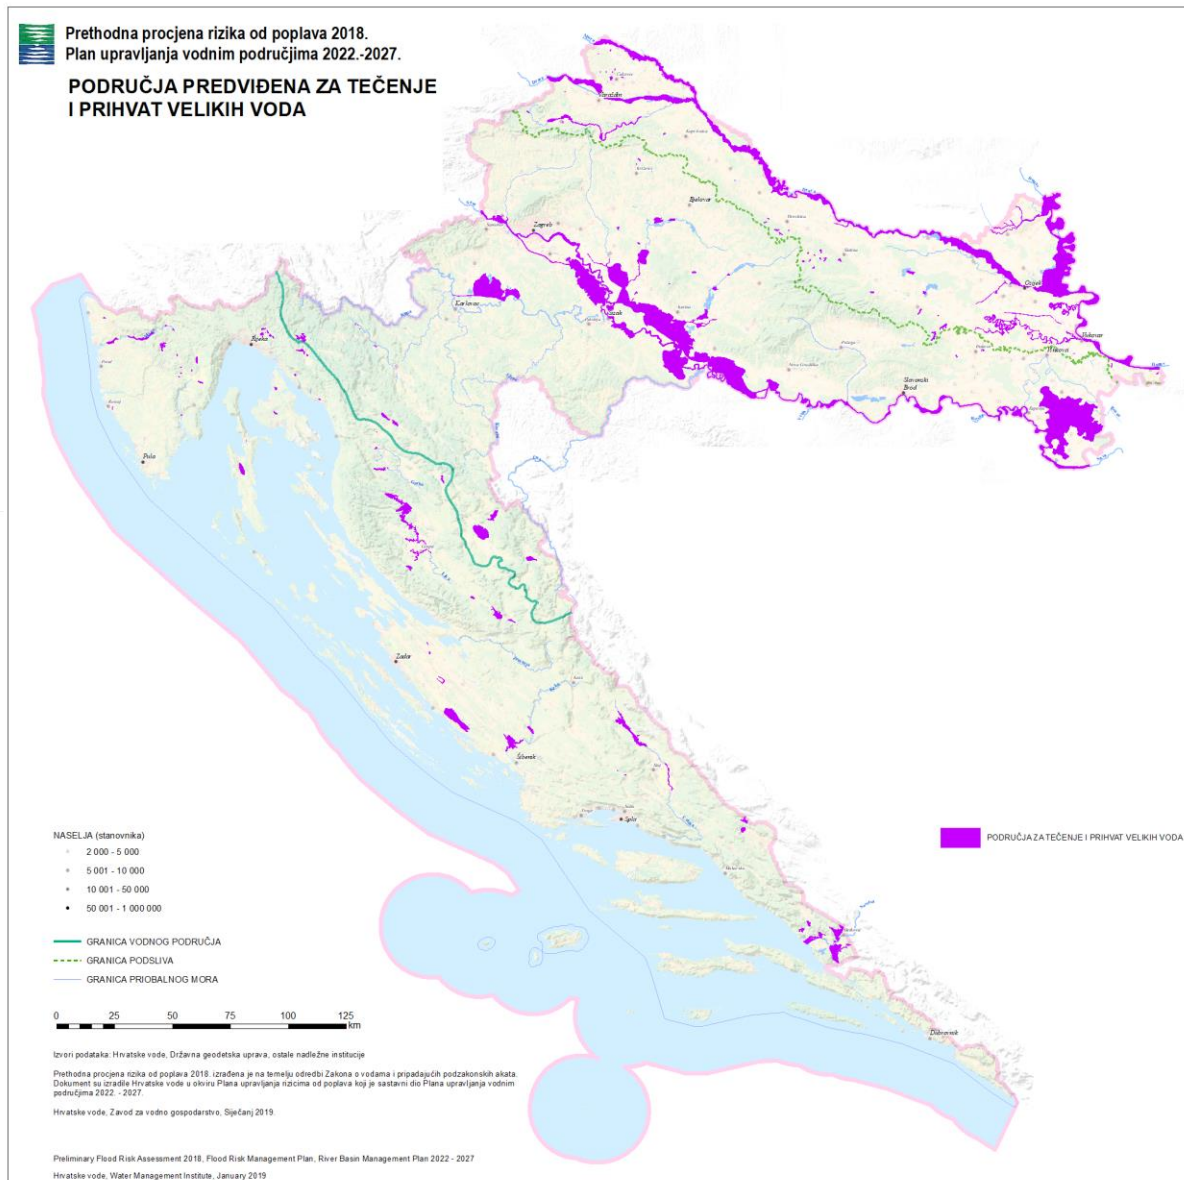 Prethodna procjena rizika od poplava 2018.
Plan upravljanja vodnim područjima 2022.-2027.
PODRUČJA PREDVIĐENA ZA TEČENJE
I PRIHVAT VELIKIH VODA
Varaždin
Bjelovar
Zagreb
Karlovac
Sisak
Osijek
Vukovar
Slavonski
Brod
Rijeka
Pula
Zadar
Šibenik
Split
Dubrovnik
NASELJA (stanovnika)
2 000 - 5 000
5 001 - 10 000
10 001 - 50 000
50 001 - 1 000 000
GRANICA VODNOG PODRUČJA
GRANICA PODSLIVA
GRANICA PRIOBALNOG MORA
PODRUČJA ZA TEČENJE I PRIHVAT VELIKIH VODA
0 25 50 75 100 125
km
Izvori podataka: Hrvatske vode, Državna geodetska uprava, ostale nadležne institucije
Prethodna procjena rizika od poplava 2018. izrađena je na temelju odredbi Zakona o vodama i pripadajućih podzakonskih akata.
Dokument su izradile Hrvatske vode u okviru Plana upravljanja rizicima od poplava koji je sastavni dio Plana upravljanja vodnim
područjima 2022. - 2027.
Hrvatske vode, Zavod za vodno gospodarstvo, Siječanj 2019.
Preliminary Flood Risk Assessment 2018, Flood Risk Management Plan, River Basin Management Plan 2022 - 2027
Hrvatske vode, Water Management Institute, January 2019